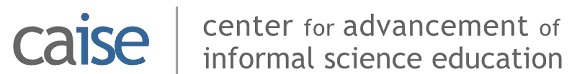 caise
center for advancement of
informal science education